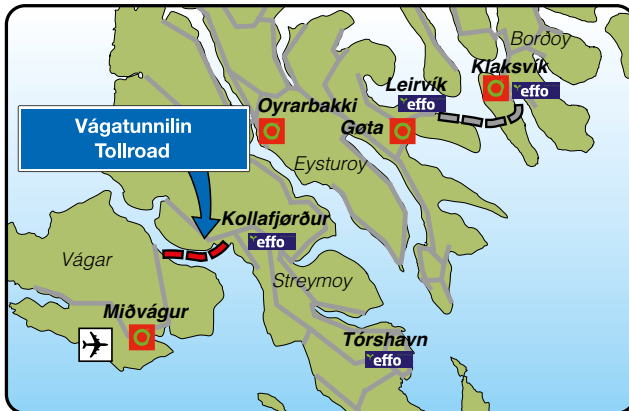 Borðoy
Klaksvík
effo
Leirvík
effo
Oyrarbakki
Gøta
Vágatunnilin
Tollroad
Eysturoy
Kollafjørður
effo
Vágar
Streymoy
Miðvágur
Tórshavn
effo